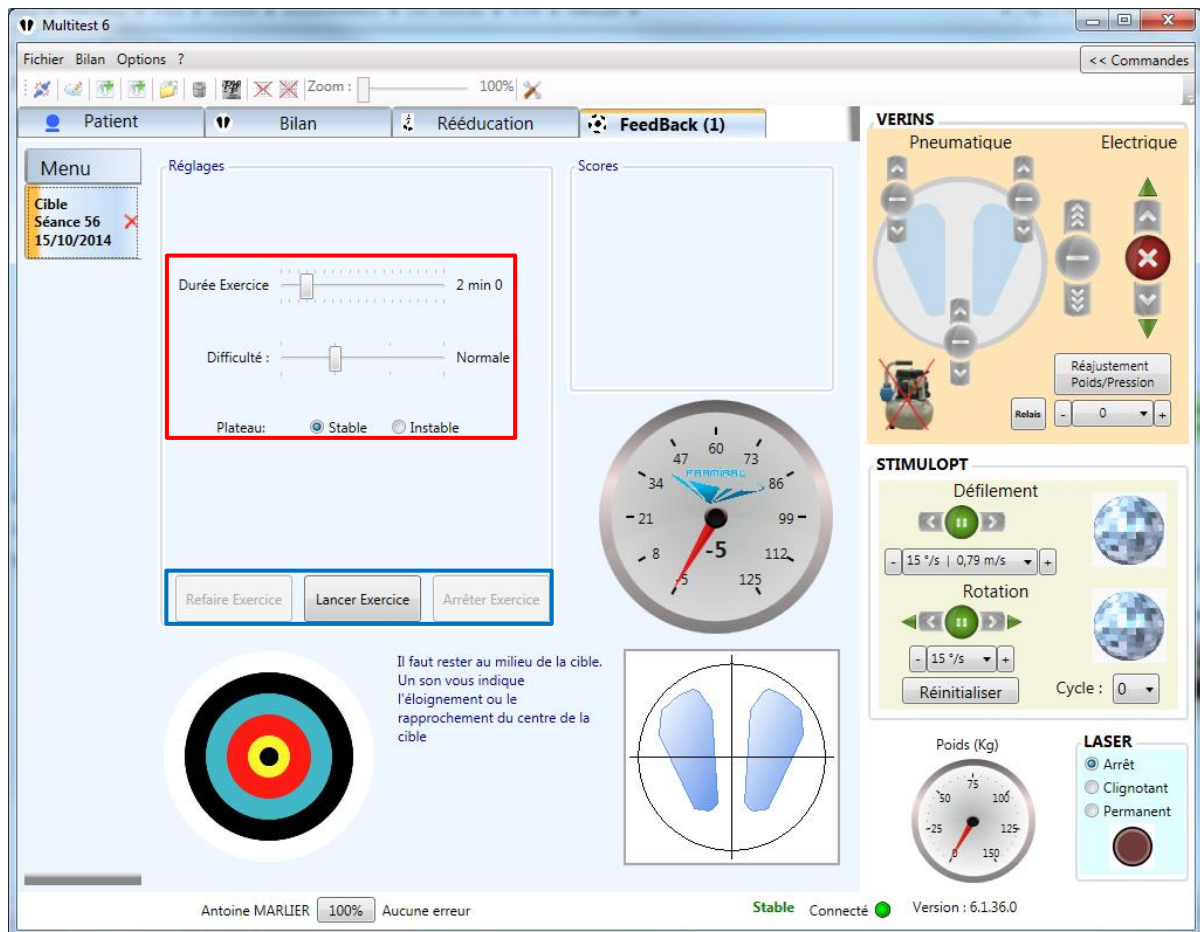 Multitest 6
Fichier Bilan Options ?
<< Commandes
Zoom : 100%
Patient
Bilan
Rééducation
FeedBack (1)
Menu
Cible
Séance 56
15/10/2014
Réglages
Durée Exercice 2 min 0
Difficulté : Normale
Plateau: Stable Instable
Refaire Exercice
Lancer Exercice
Arrêter Exercice
Scores
-5 8 21 34 47 60 73 86 99 112 125
FRAMIRAL
-5
Il faut rester au milieu de la cible.
Un son vous indique
l'éloignement ou le
rapprochement du centre de la
cible
VERINS
Pneumatique Electrique
Réajustement
Poids/Pression
Relais - 0 +
STIMULOPT
Défilement
- 15 °/s | 0,79 m/s +
Rotation
- 15 °/s +
Réinitialiser
Cycle : 0
Poids (Kg)
0 25 50 75 100 125 150
LASER
Arrêt
Clignotant
Permanent
Antoine MARLIER 100% Aucune erreur Stable Connecté Version : 6.1.36.0